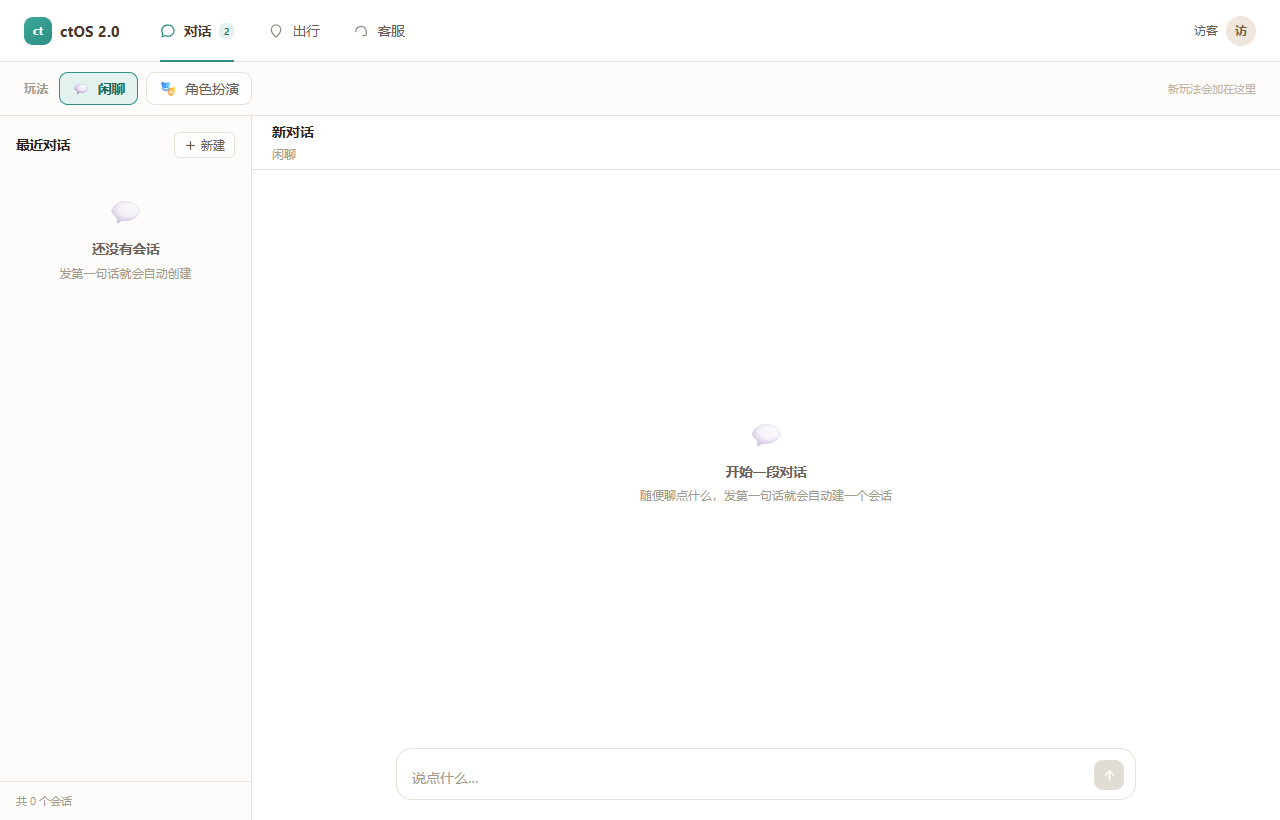 ct ctOS 2.0 对话 2 出行 客服 访客 访
玩法 闲聊 角色扮演 新玩法会加在这里
最近对话 + 新建
还没有会话
发第一句话就会自动创建
共 0 个会话
新对话
闲聊
开始一段对话
随便聊点什么，发第一句话就会自动建一个会话
说点什么...